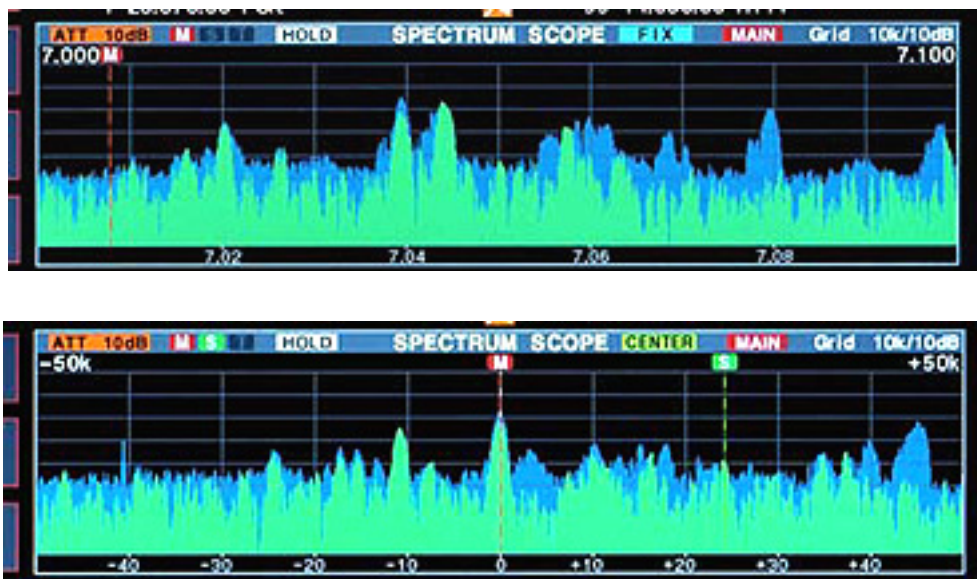 ATT 10dB M HOLD SPECTRUM SCOPE FIX MAIN Grid 10k/10dB
7.000 M 7.100
7.02 7.04 7.06 7.08
ATT 10dB M S HOLD SPECTRUM SCOPE CENTER MAIN Grid 10k/10dB
-50k M S +50k
-40 -30 -20 -10 0 +10 +20 +30 +40